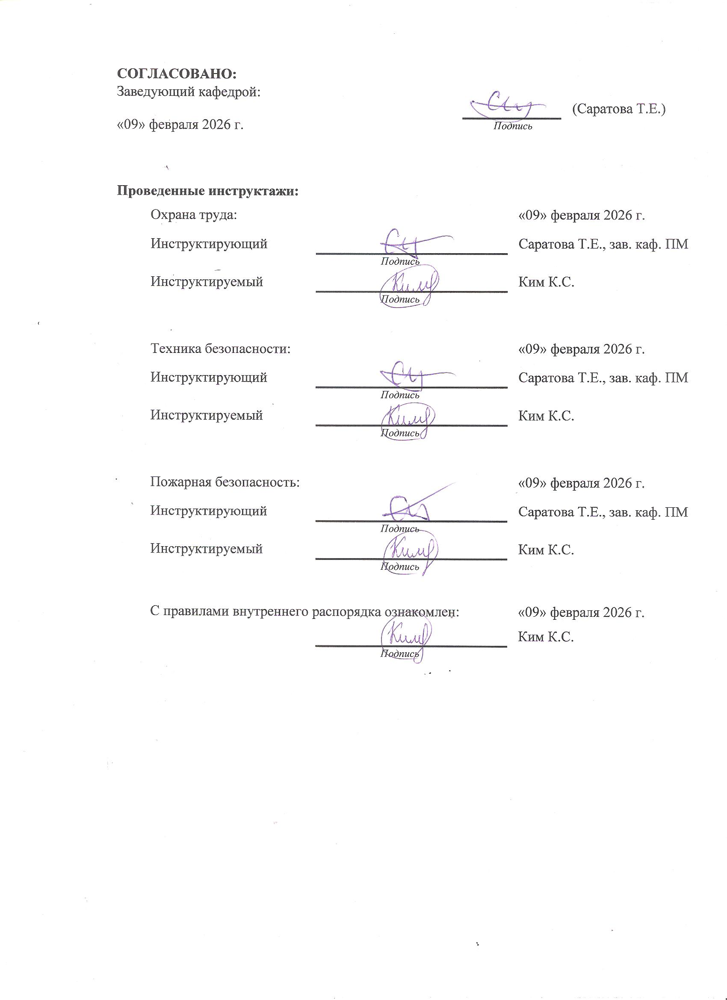 СОГЛАСОВАНО:
Заведующий кафедрой:
(Саратова Т.Е.)
«09» февраля 2026 г.
Подпись
Проведенные инструктажи:
Охрана труда: «09» февраля 2026 г.
Инструктирующий Саратова Т.Е., зав. каф. ПМ
Подпись
Инструктируемый Ким К.С.
Подпись
Техника безопасности: «09» февраля 2026 г.
Инструктирующий Саратова Т.Е., зав. каф. ПМ
Подпись
Инструктируемый Ким К.С.
Подпись
Пожарная безопасность: «09» февраля 2026 г.
Инструктирующий Саратова Т.Е., зав. каф. ПМ
Подпись
Инструктируемый Ким К.С.
Подпись
С правилами внутреннего распорядка ознакомлен: «09» февраля 2026 г.
Ким К.С.
Подпись